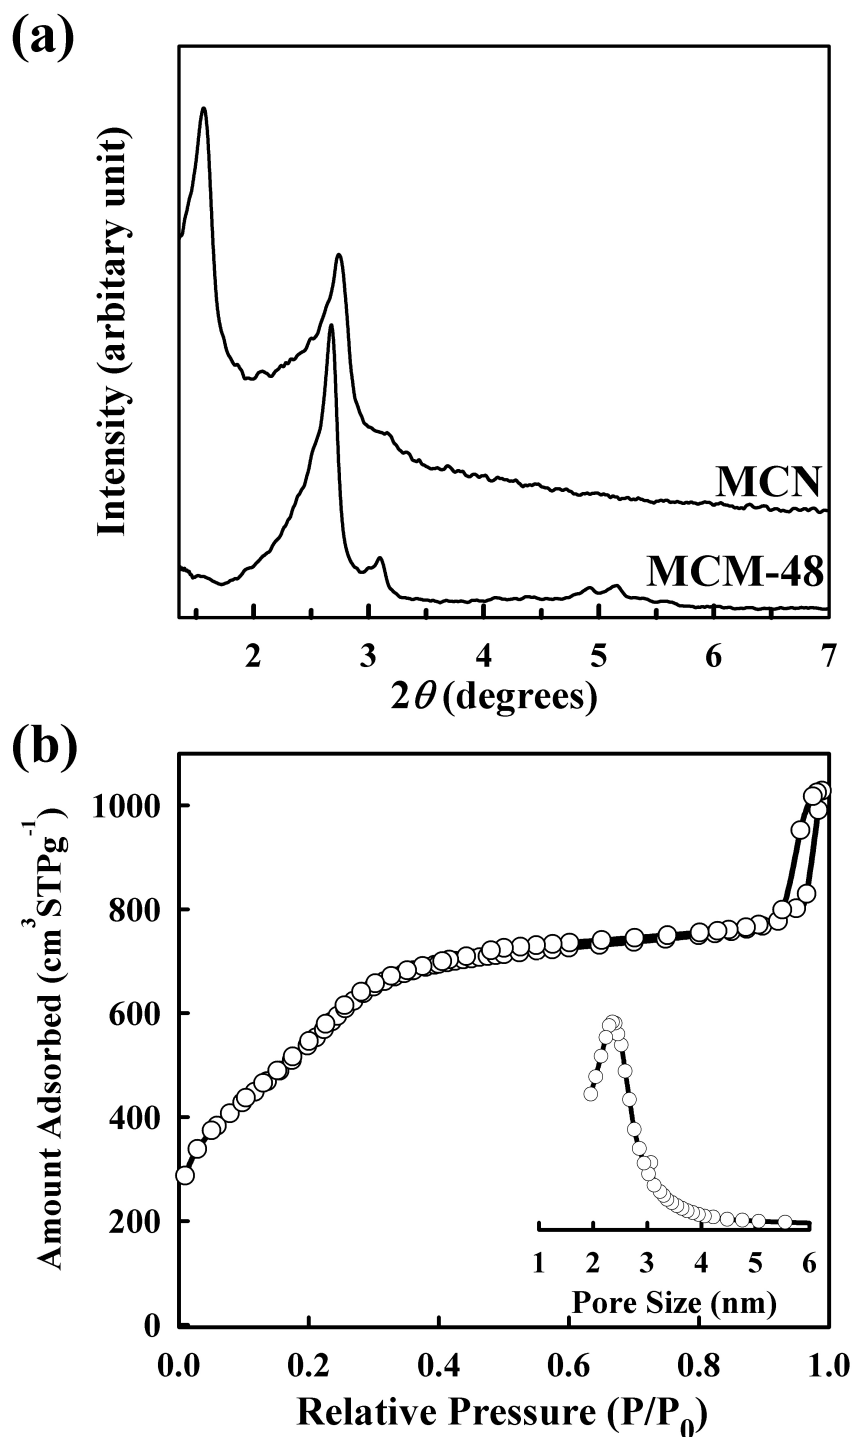 (a)
Intensity (arbitary unit)
MCN
MCM-48
2 3 4 5 6 7
2θ (degrees)
(b)
Amount Adsorbed (cm³STPg⁻¹)
1000
800
600
400
200
0
1 2 3 4 5 6
Pore Size (nm)
0.0 0.2 0.4 0.6 0.8 1.0
Relative Pressure (P/P₀)